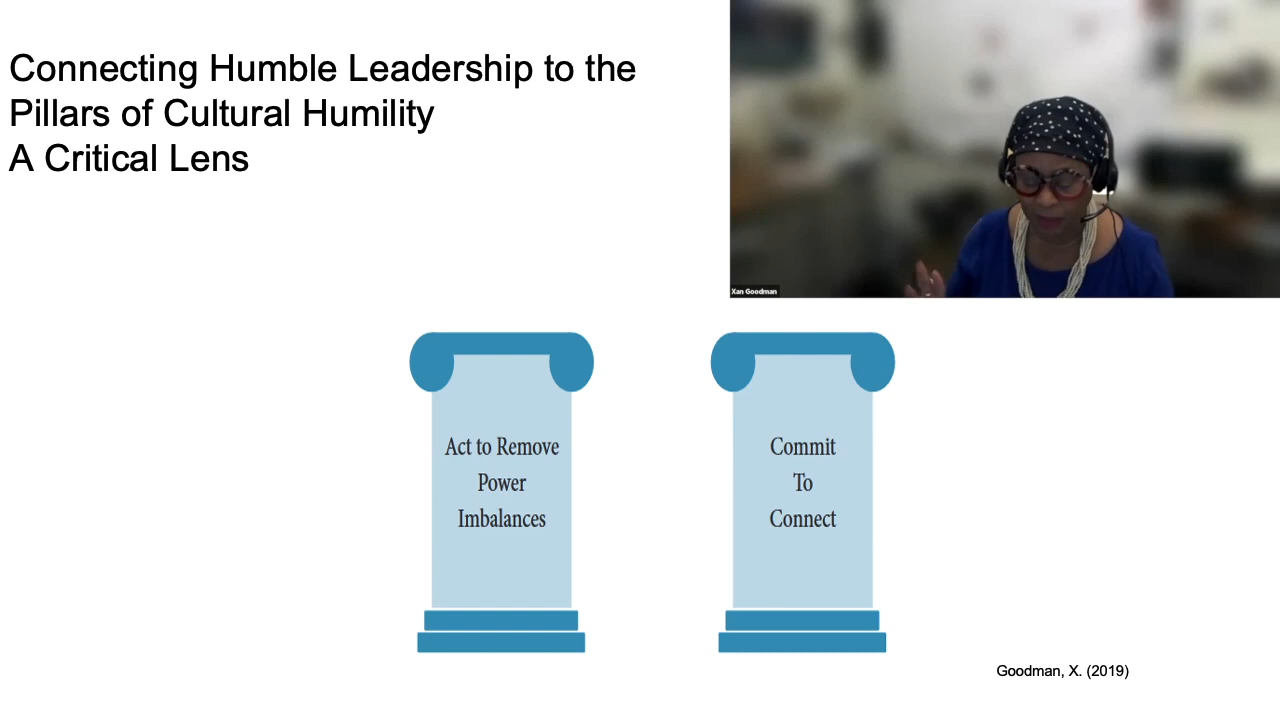 Connecting Humble Leadership to the
Pillars of Cultural Humility
A Critical Lens
Xan Goodman
Act to Remove
Power
Imbalances
Commit
To
Connect
Goodman, X. (2019)